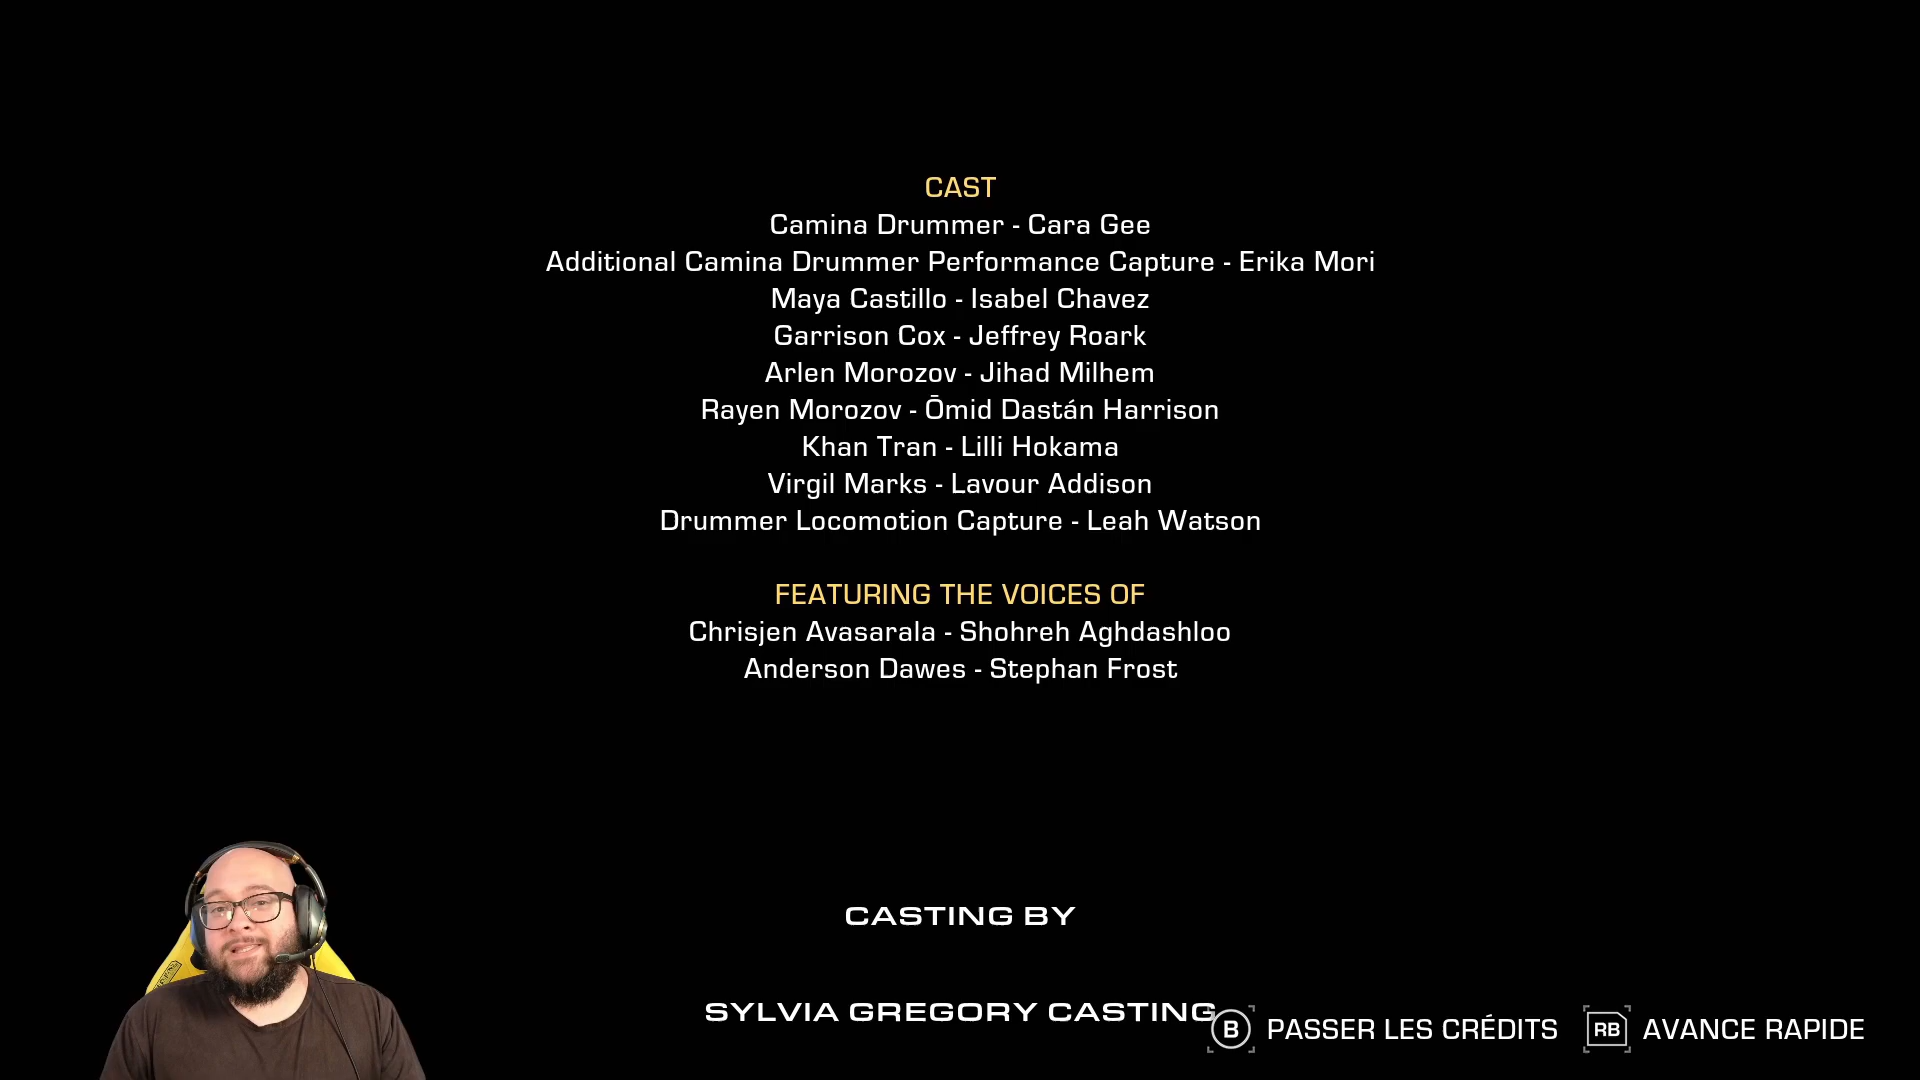 CAST
Camina Drummer - Cara Gee
Additional Camina Drummer Performance Capture - Erika Mori
Maya Castillo - Isabel Chavez
Garrison Cox - Jeffrey Roark
Arlen Morozov - Jihad Milhem
Rayen Morozov - Ōmid Dastán Harrison
Khan Tran - Lilli Hokama
Virgil Marks - Lavour Addison
Drummer Locomotion Capture - Leah Watson
FEATURING THE VOICES OF
Chrisjen Avasarala - Shohreh Aghdashloo
Anderson Dawes - Stephan Frost
CASTING BY
SYLVIA GREGORY CASTING
B PASSER LES CRÉDITS RB AVANCE RAPIDE